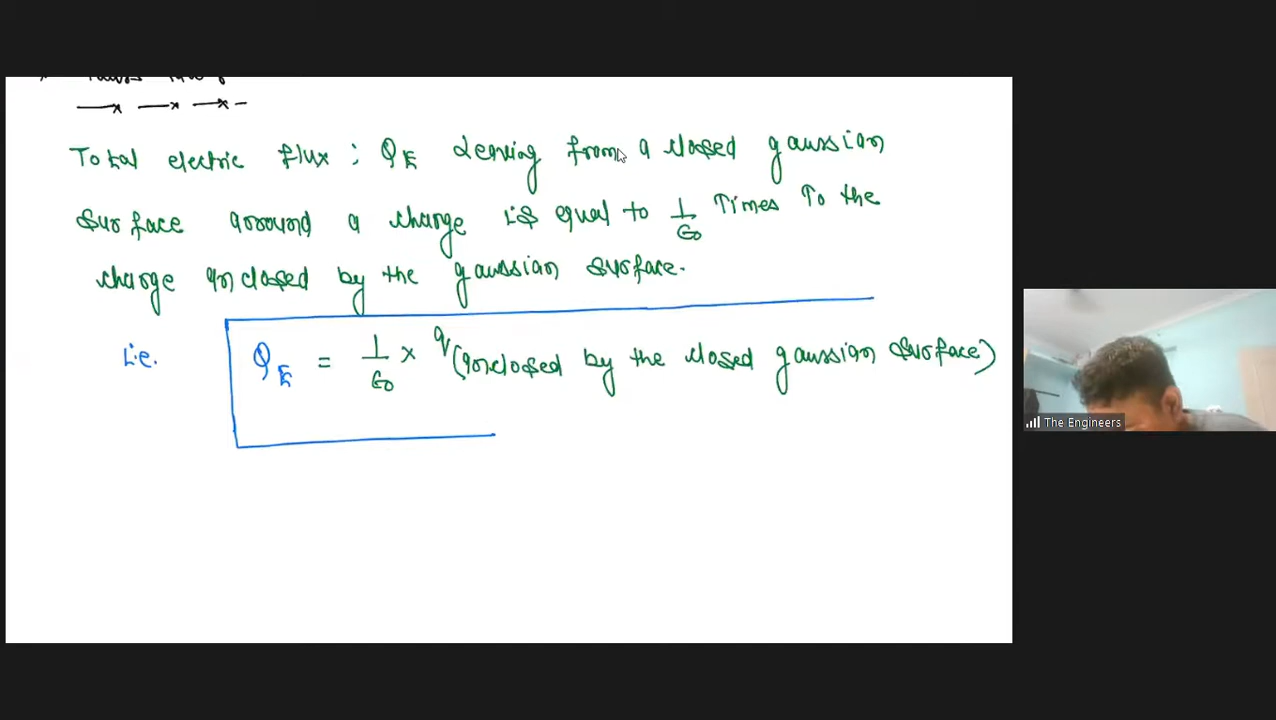 Total electric flux : φE leaving from a closed gaussian
surface around a charge is equal to 1/ε0 Times To the
charge enclosed by the gaussian surface.
i.e. φE = 1/ε0 × q (enclosed by the closed gaussian surface)
The Engineers